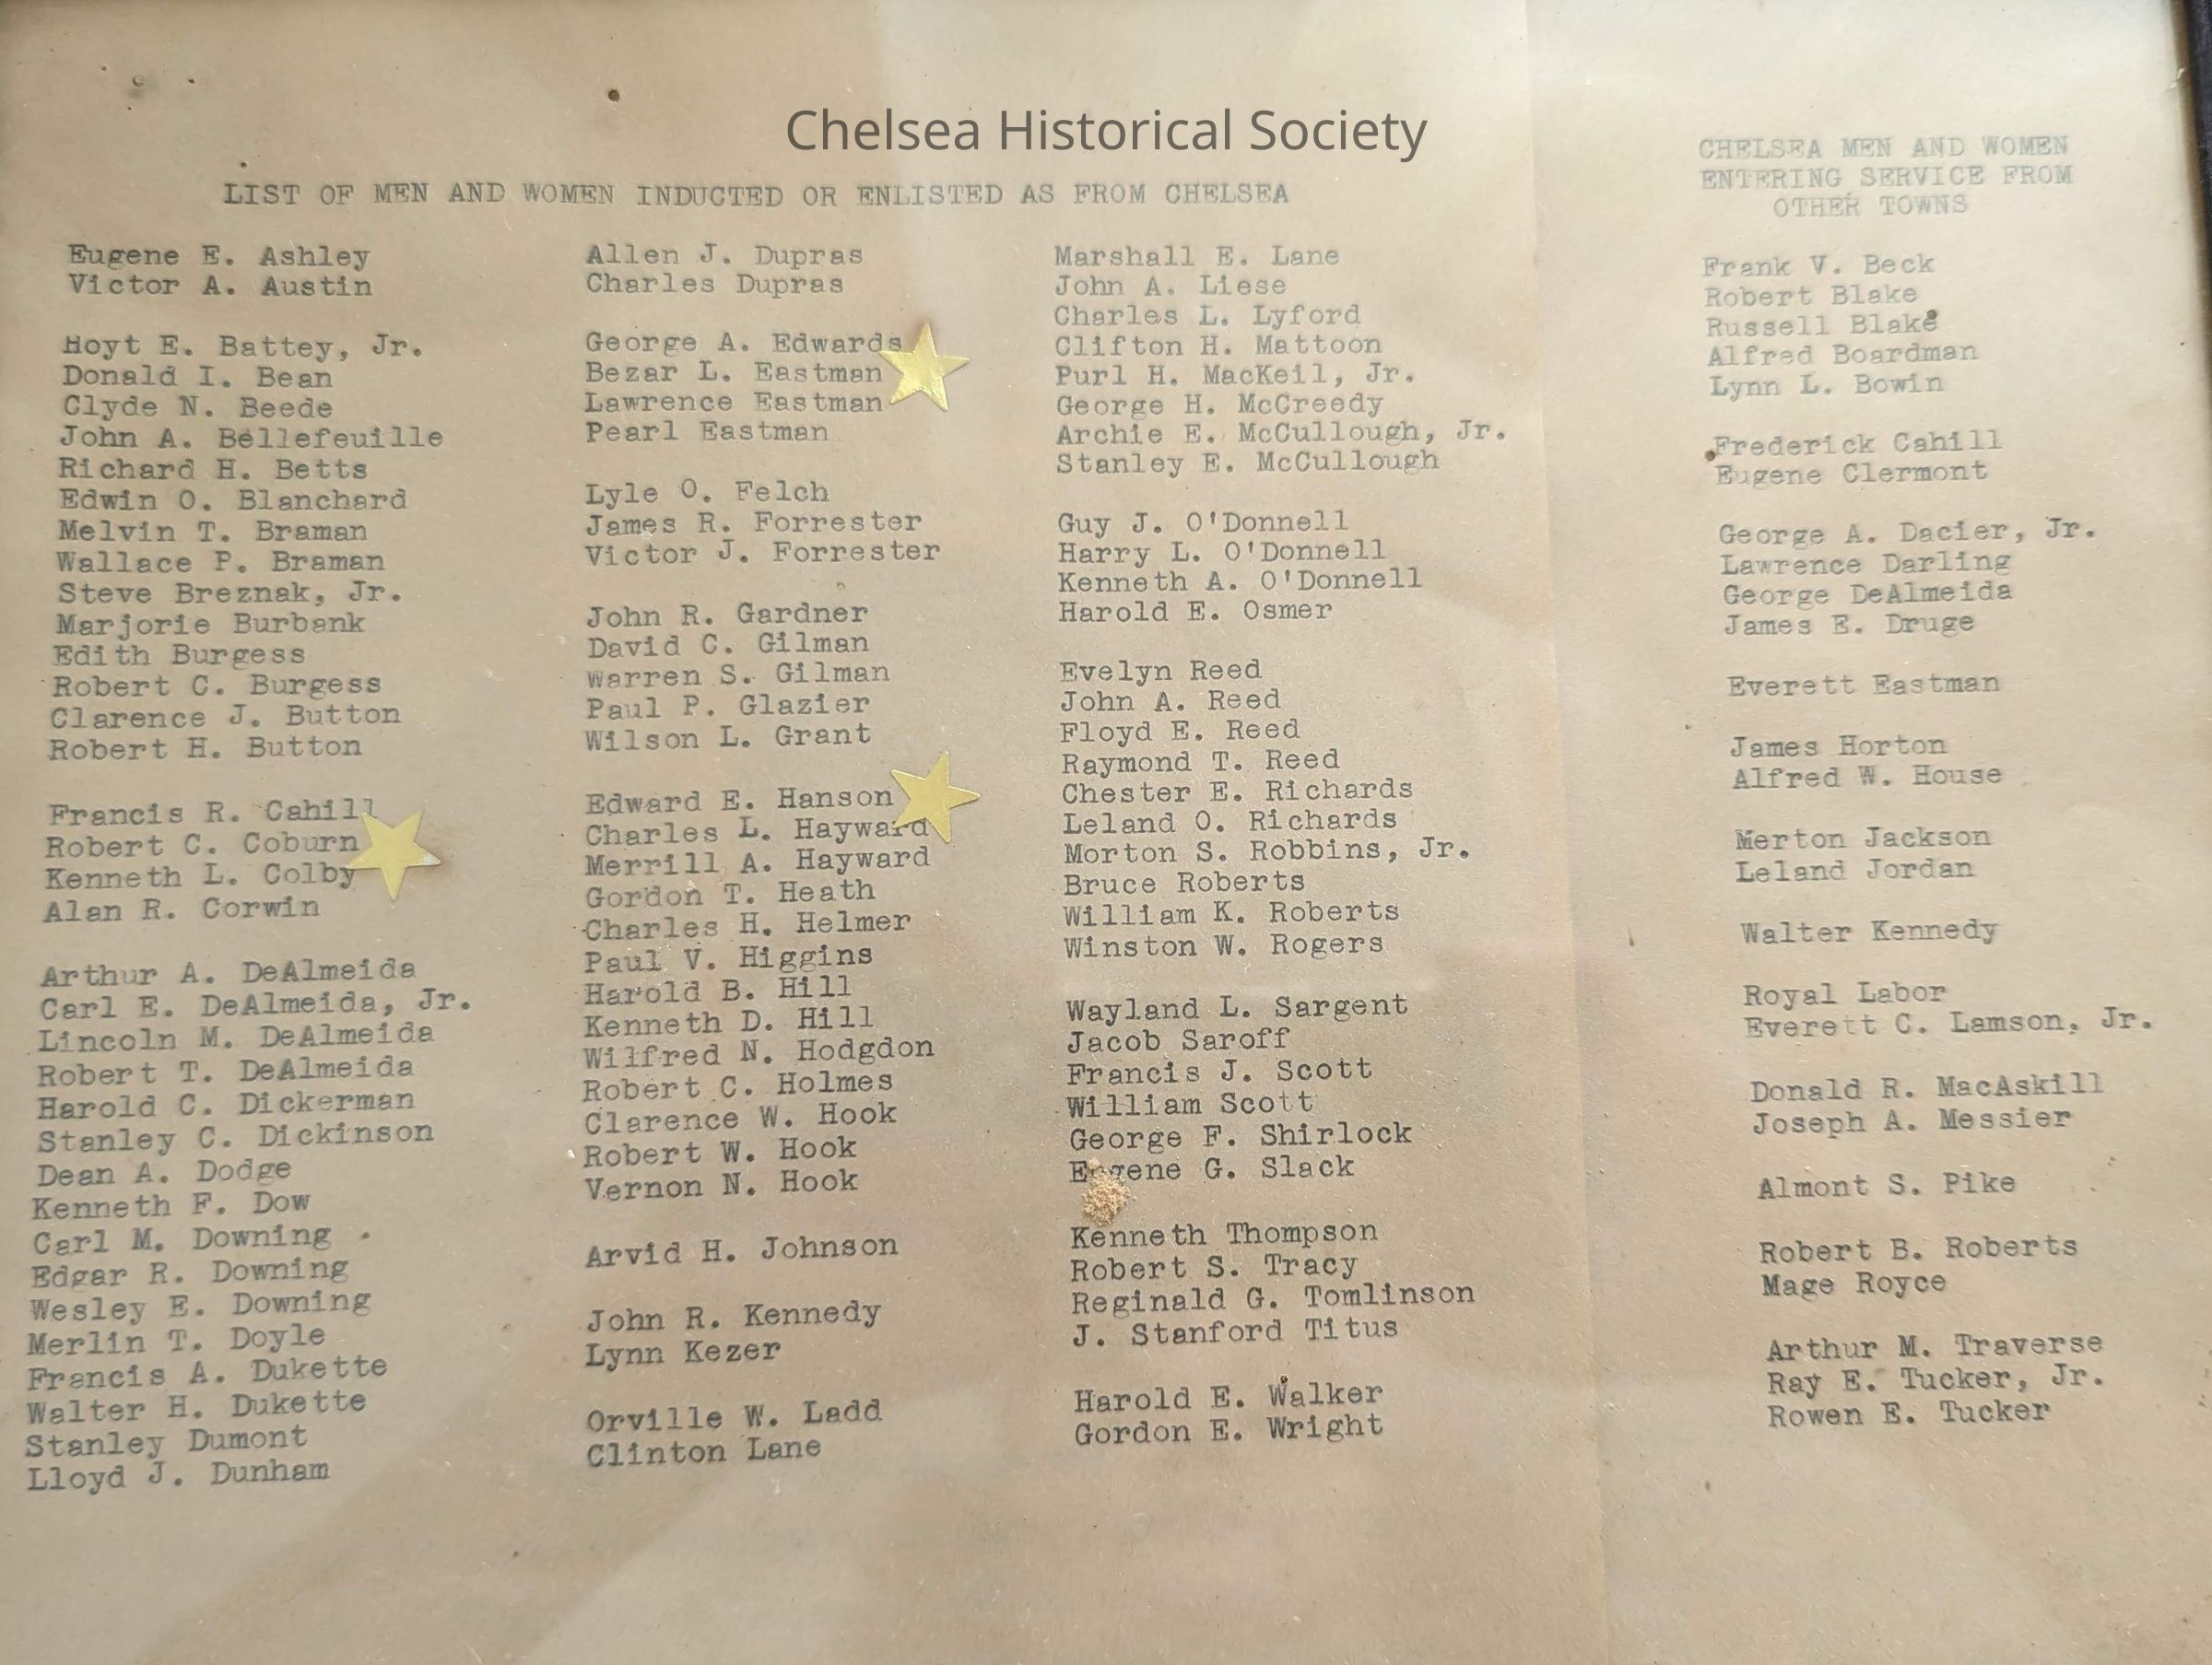 Chelsea Historical Society
LIST OF MEN AND WOMEN INDUCTED OR ENLISTED AS FROM CHELSEA
Eugene E. Ashley
Victor A. Austin
Hoyt E. Battey, Jr.
Donald I. Bean
Clyde N. Beede
John A. Bellefeuille
Richard H. Betts
Edwin O. Blanchard
Melvin T. Braman
Wallace P. Braman
Steve Breznak, Jr.
Marjorie Burbank
Edith Burgess
Robert C. Burgess
Clarence J. Button
Robert H. Button
Francis R. Cahill
Robert C. Coburn
Kenneth L. Colby
Alan R. Corwin
Arthur A. DeAlmeida
Carl E. DeAlmeida, Jr.
Lincoln M. DeAlmeida
Robert T. DeAlmeida
Harold C. Dickerman
Stanley C. Dickinson
Dean A. Dodge
Kenneth F. Dow
Carl M. Downing
Edgar R. Downing
Wesley E. Downing
Merlin T. Doyle
Francis A. Dukette
Walter H. Dukette
Stanley Dumont
Lloyd J. Dunham
Allen J. Dupras
Charles Dupras
George A. Edwards
Bezar L. Eastman
Lawrence Eastman
Pearl Eastman
Lyle O. Felch
James R. Forrester
Victor J. Forrester
John R. Gardner
David C. Gilman
Warren S. Gilman
Paul P. Glazier
Wilson L. Grant
Edward E. Hanson
Charles L. Hayward
Merrill A. Hayward
Gordon T. Heath
Charles H. Helmer
Paul V. Higgins
Harold B. Hill
Kenneth D. Hill
Wilfred N. Hodgdon
Robert C. Holmes
Clarence W. Hook
Robert W. Hook
Vernon N. Hook
Arvid H. Johnson
John R. Kennedy
Lynn Kezer
Orville W. Ladd
Clinton Lane
Marshall E. Lane
John A. Liese
Charles L. Lyford
Clifton H. Mattoon
Purl H. MacKeil, Jr.
George H. McCreedy
Archie E. McCullough, Jr.
Stanley E. McCullough
Guy J. O'Donnell
Harry L. O'Donnell
Kenneth A. O'Donnell
Harold E. Osmer
Evelyn Reed
John A. Reed
Floyd E. Reed
Raymond T. Reed
Chester E. Richards
Leland O. Richards
Morton S. Robbins, Jr.
Bruce Roberts
William K. Roberts
Winston W. Rogers
Wayland L. Sargent
Jacob Saroff
Francis J. Scott
William Scott
George F. Shirlock
Eugene G. Slack
Kenneth Thompson
Robert S. Tracy
Reginald G. Tomlinson
J. Stanford Titus
Harold E. Walker
Gordon E. Wright
CHELSEA MEN AND WOMEN
ENTERING SERVICE FROM
OTHER TOWNS
Frank V. Beck
Robert Blake
Russell Blake
Alfred Boardman
Lynn L. Bowin
Frederick Cahill
Eugene Clermont
George A. Dacier, Jr.
Lawrence Darling
George DeAlmeida
James E. Druge
Everett Eastman
James Horton
Alfred W. House
Merton Jackson
Leland Jordan
Walter Kennedy
Royal Labor
Everett C. Lamson, Jr.
Donald R. MacAskill
Joseph A. Messier
Almont S. Pike
Robert B. Roberts
Mage Royce
Arthur M. Traverse
Ray E. Tucker, Jr.
Rowen E. Tucker